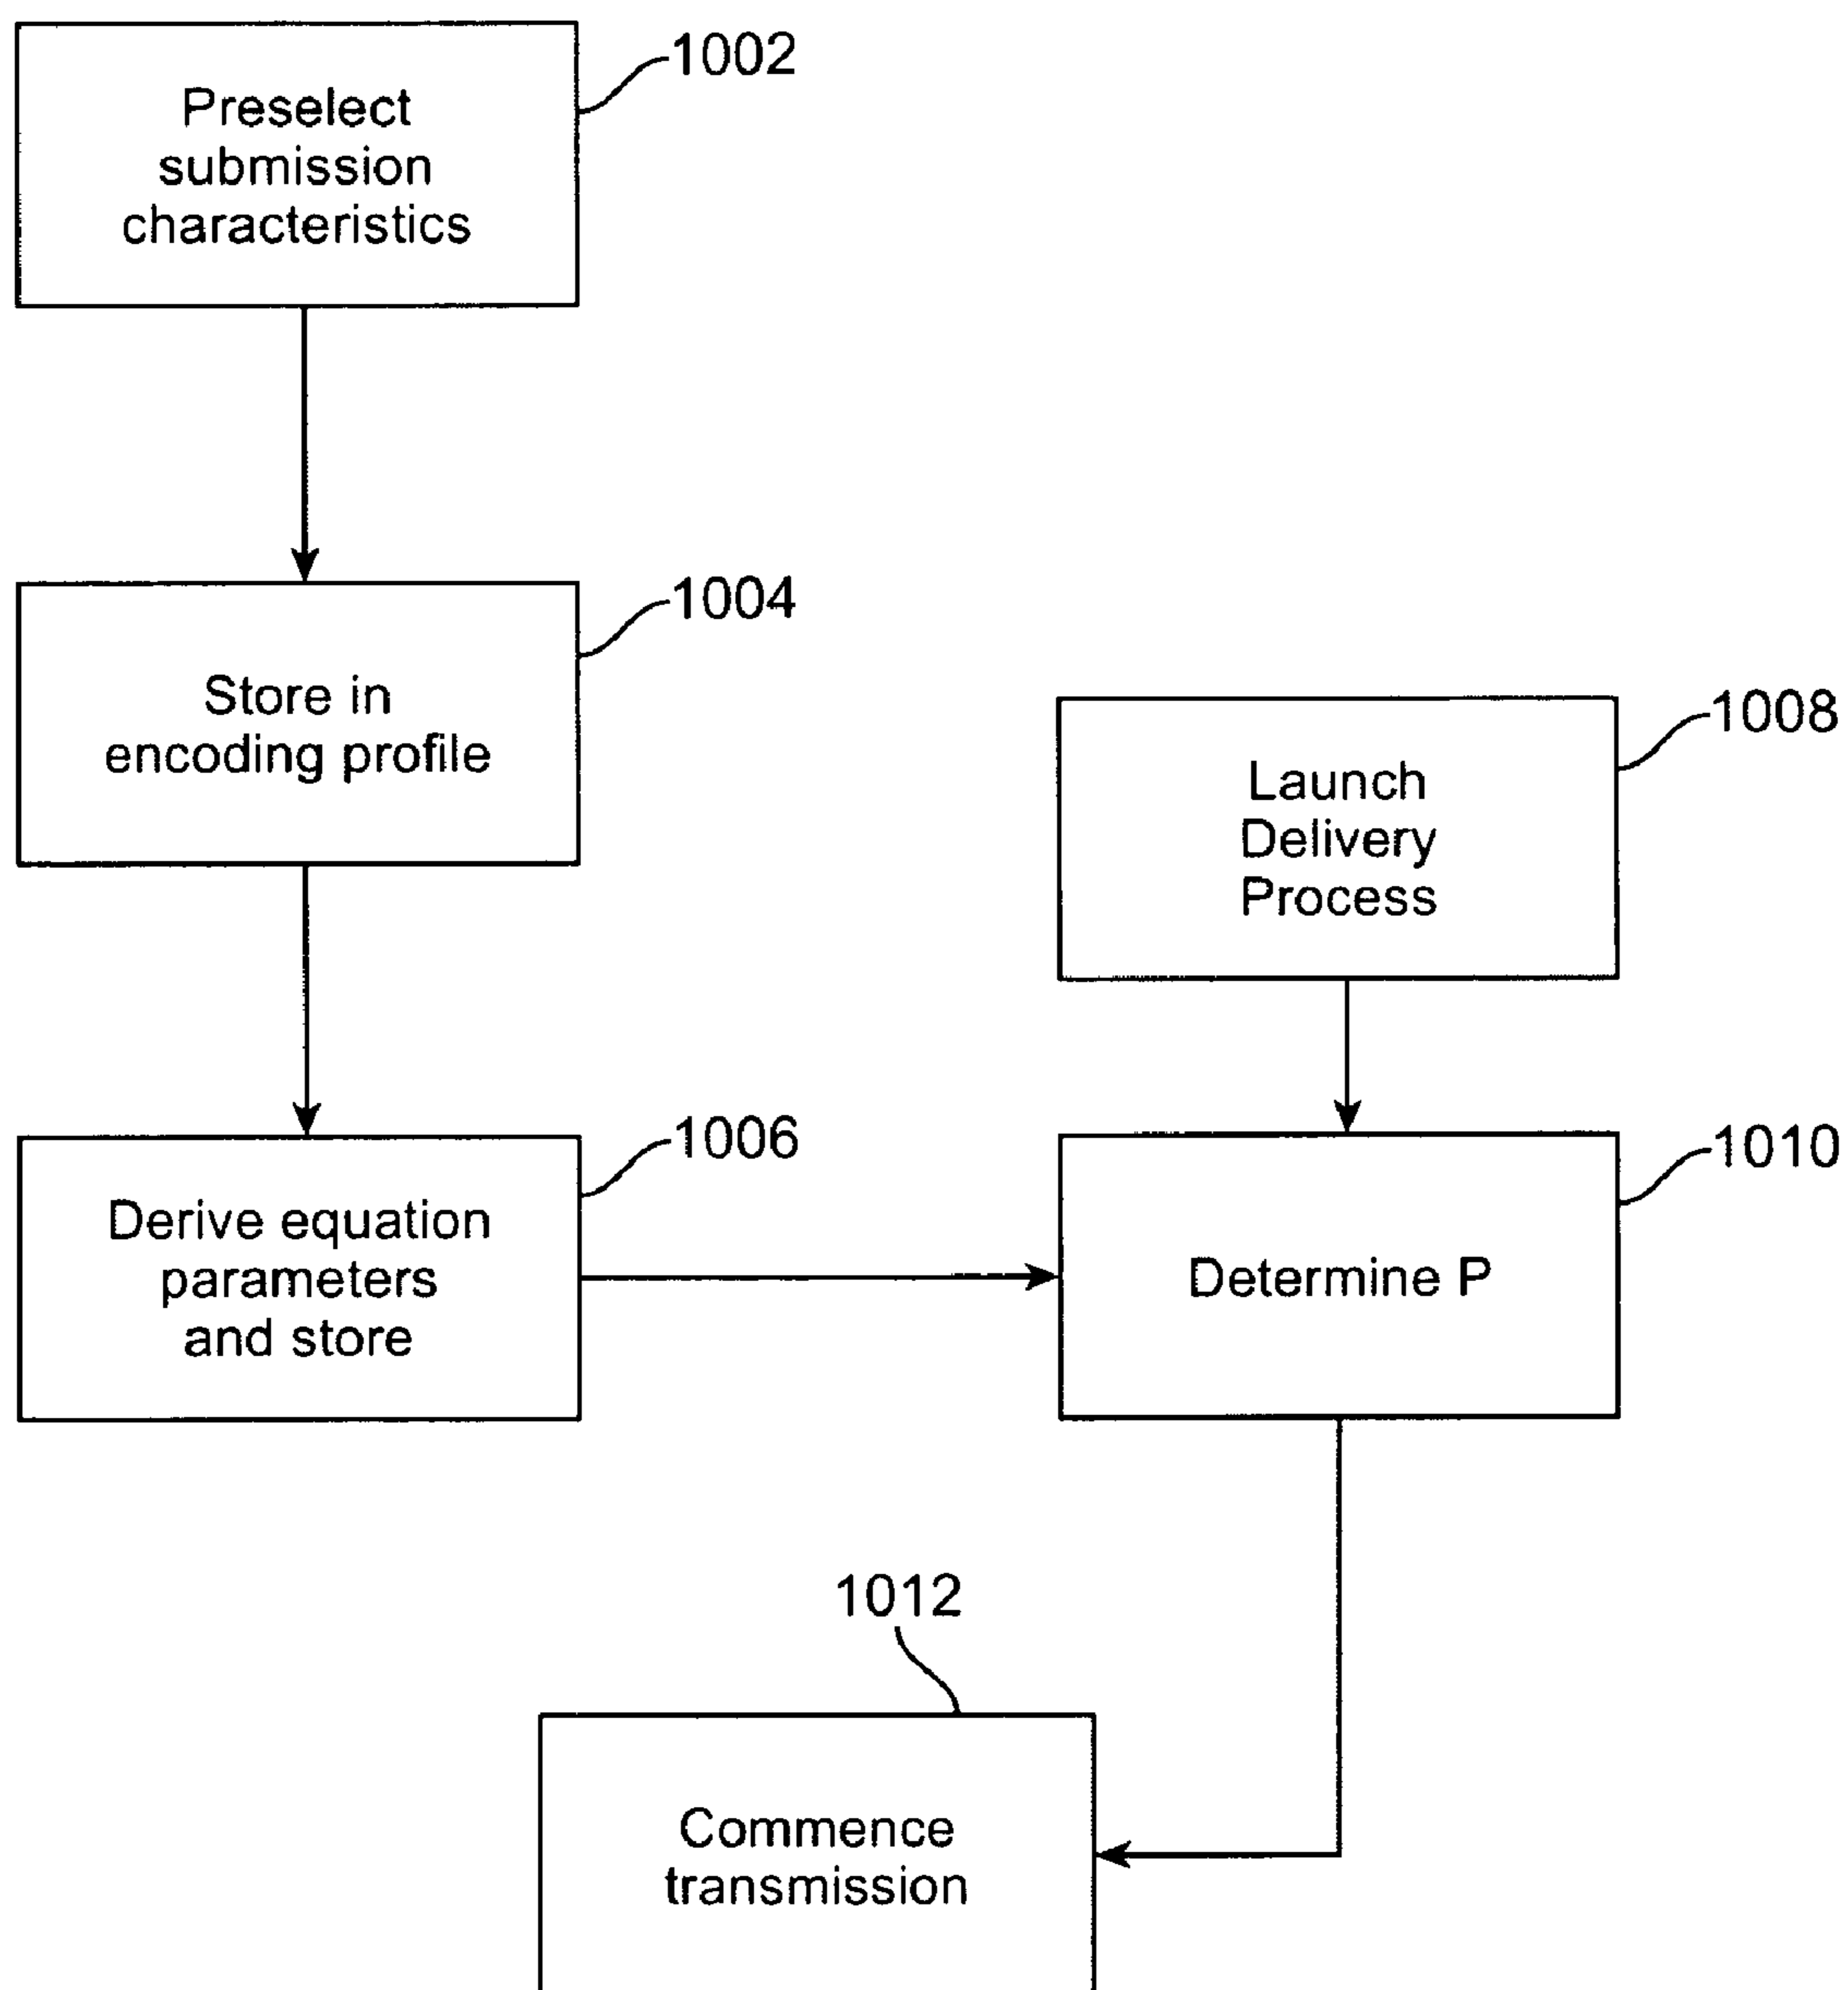 1002
Preselect
submission
characteristics
1004
Store in
encoding profile
1008
Launch
Delivery
Process
1006
Derive equation
parameters
and store
1010
Determine P
1012
Commence
transmission